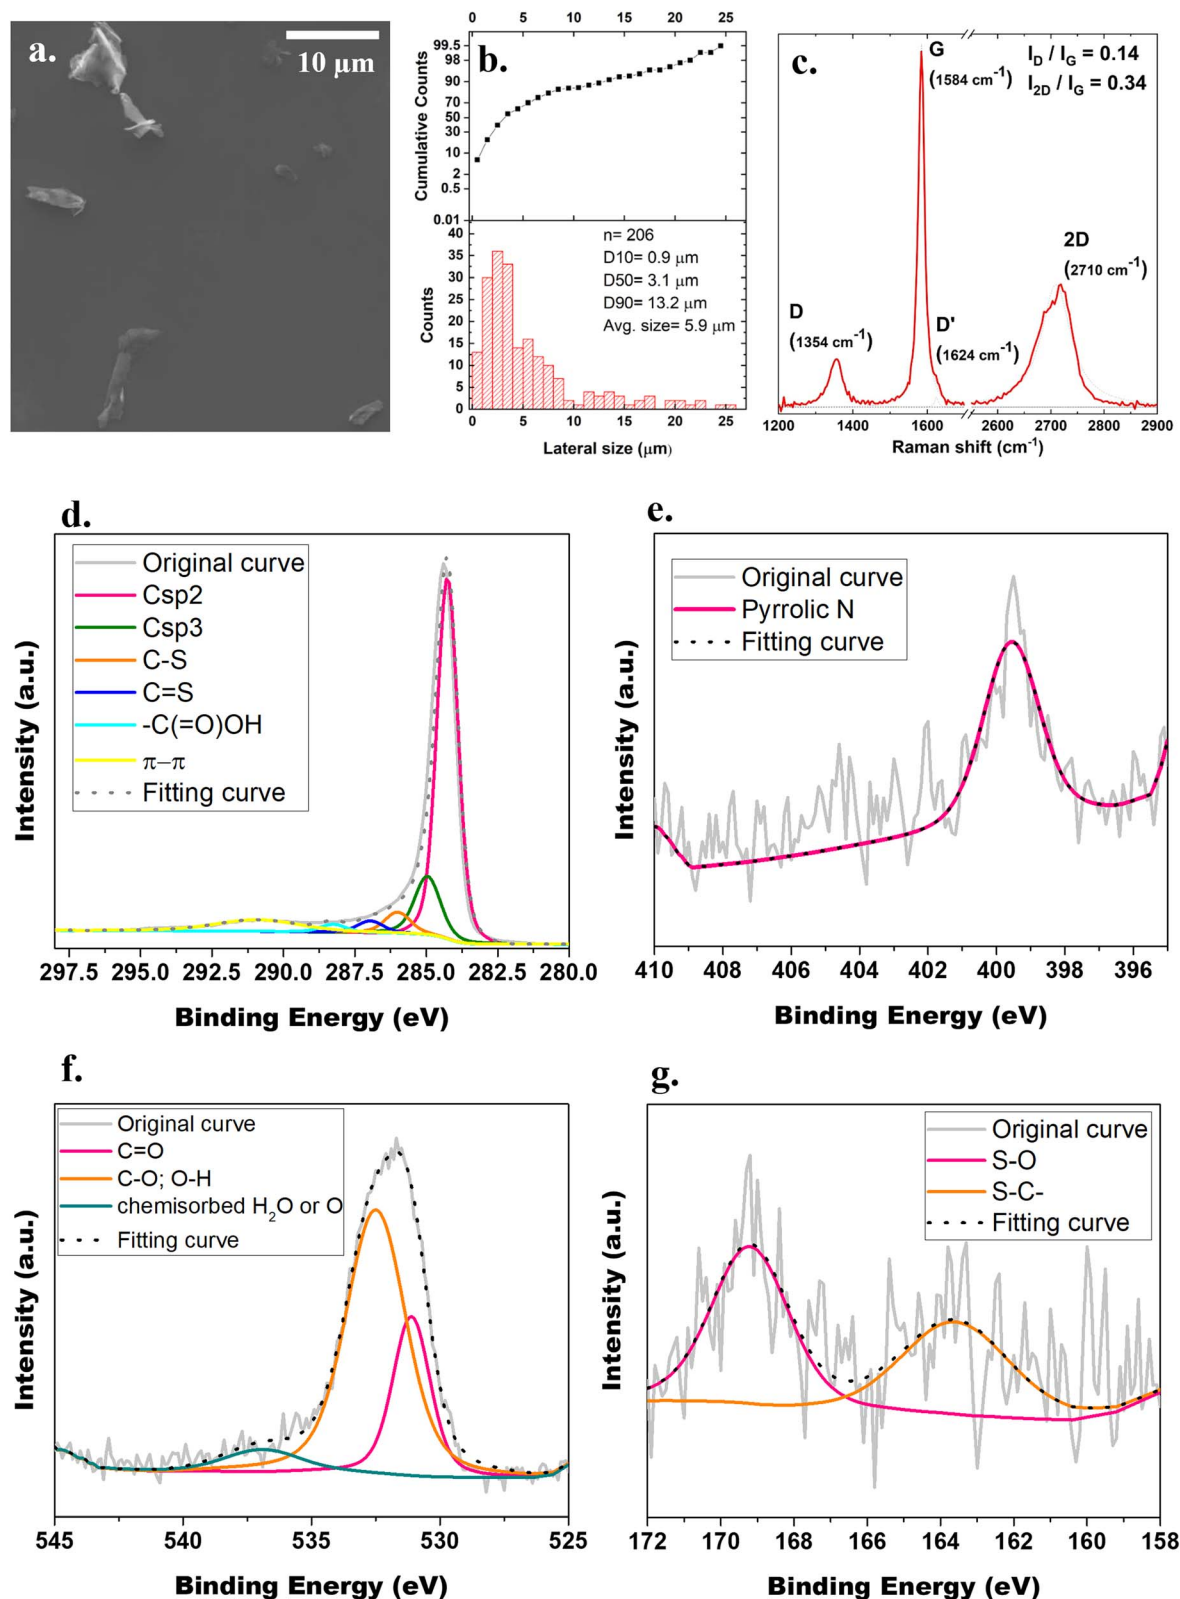 a.
10 μm
b.
0 5 10 15 20 25
99.5
98
90
70
50
30
10
2
0.5
0.01
Cumulative Counts
n= 206
D10= 0.9 μm
D50= 3.1 μm
D90= 13.2 μm
Avg. size= 5.9 μm
40
35
30
25
20
15
10
5
0
Counts
0 5 10 15 20 25
Lateral size (μm)
c.
G
(1584 cm⁻¹)
I_D / I_G = 0.14
I_2D / I_G = 0.34
2D
(2710 cm⁻¹)
D
(1354 cm⁻¹)
D'
(1624 cm⁻¹)
1200 1400 1600 2700 2800 2900
Raman shift (cm⁻¹)
d.
Original curve
Csp2
Csp3
C-S
C=S
-C(=O)OH
π−π
Fitting curve
Intensity (a.u.)
297.5 295.0 292.5 290.0 287.5 285.0 282.5 280.0
Binding Energy (eV)
e.
Original curve
Pyrrolic N
Fitting curve
Intensity (a.u.)
410 408 406 404 402 400 398 396
Binding Energy (eV)
f.
Original curve
C=O
C-O; O-H
chemisorbed H₂O or O
Fitting curve
Intensity (a.u.)
545 540 535 530 525
Binding Energy (eV)
g.
Original curve
S-O
S-C-
Fitting curve
Intensity (a.u.)
172 170 168 166 164 162 160 158
Binding Energy (eV)